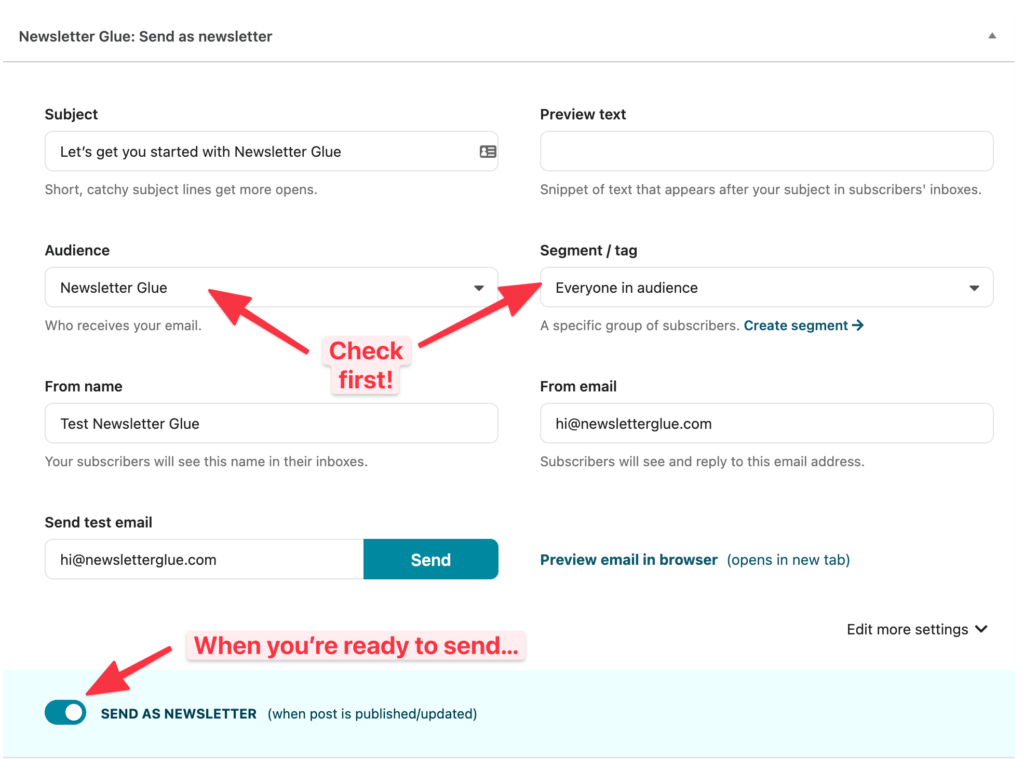 Newsletter Glue: Send as newsletter
Subject
Preview text
Let’s get you started with Newsletter Glue
Short, catchy subject lines get more opens.
Snippet of text that appears after your subject in subscribers' inboxes.
Audience
Segment / tag
Newsletter Glue
Everyone in audience
Who receives your email.
A specific group of subscribers. Create segment →
Check
first!
From name
From email
Test Newsletter Glue
hi@newsletterglue.com
Your subscribers will see this name in their inboxes.
Subscribers will see and reply to this email address.
Send test email
hi@newsletterglue.com
Send
Preview email in browser (opens in new tab)
Edit more settings
When you’re ready to send...
SEND AS NEWSLETTER (when post is published/updated)